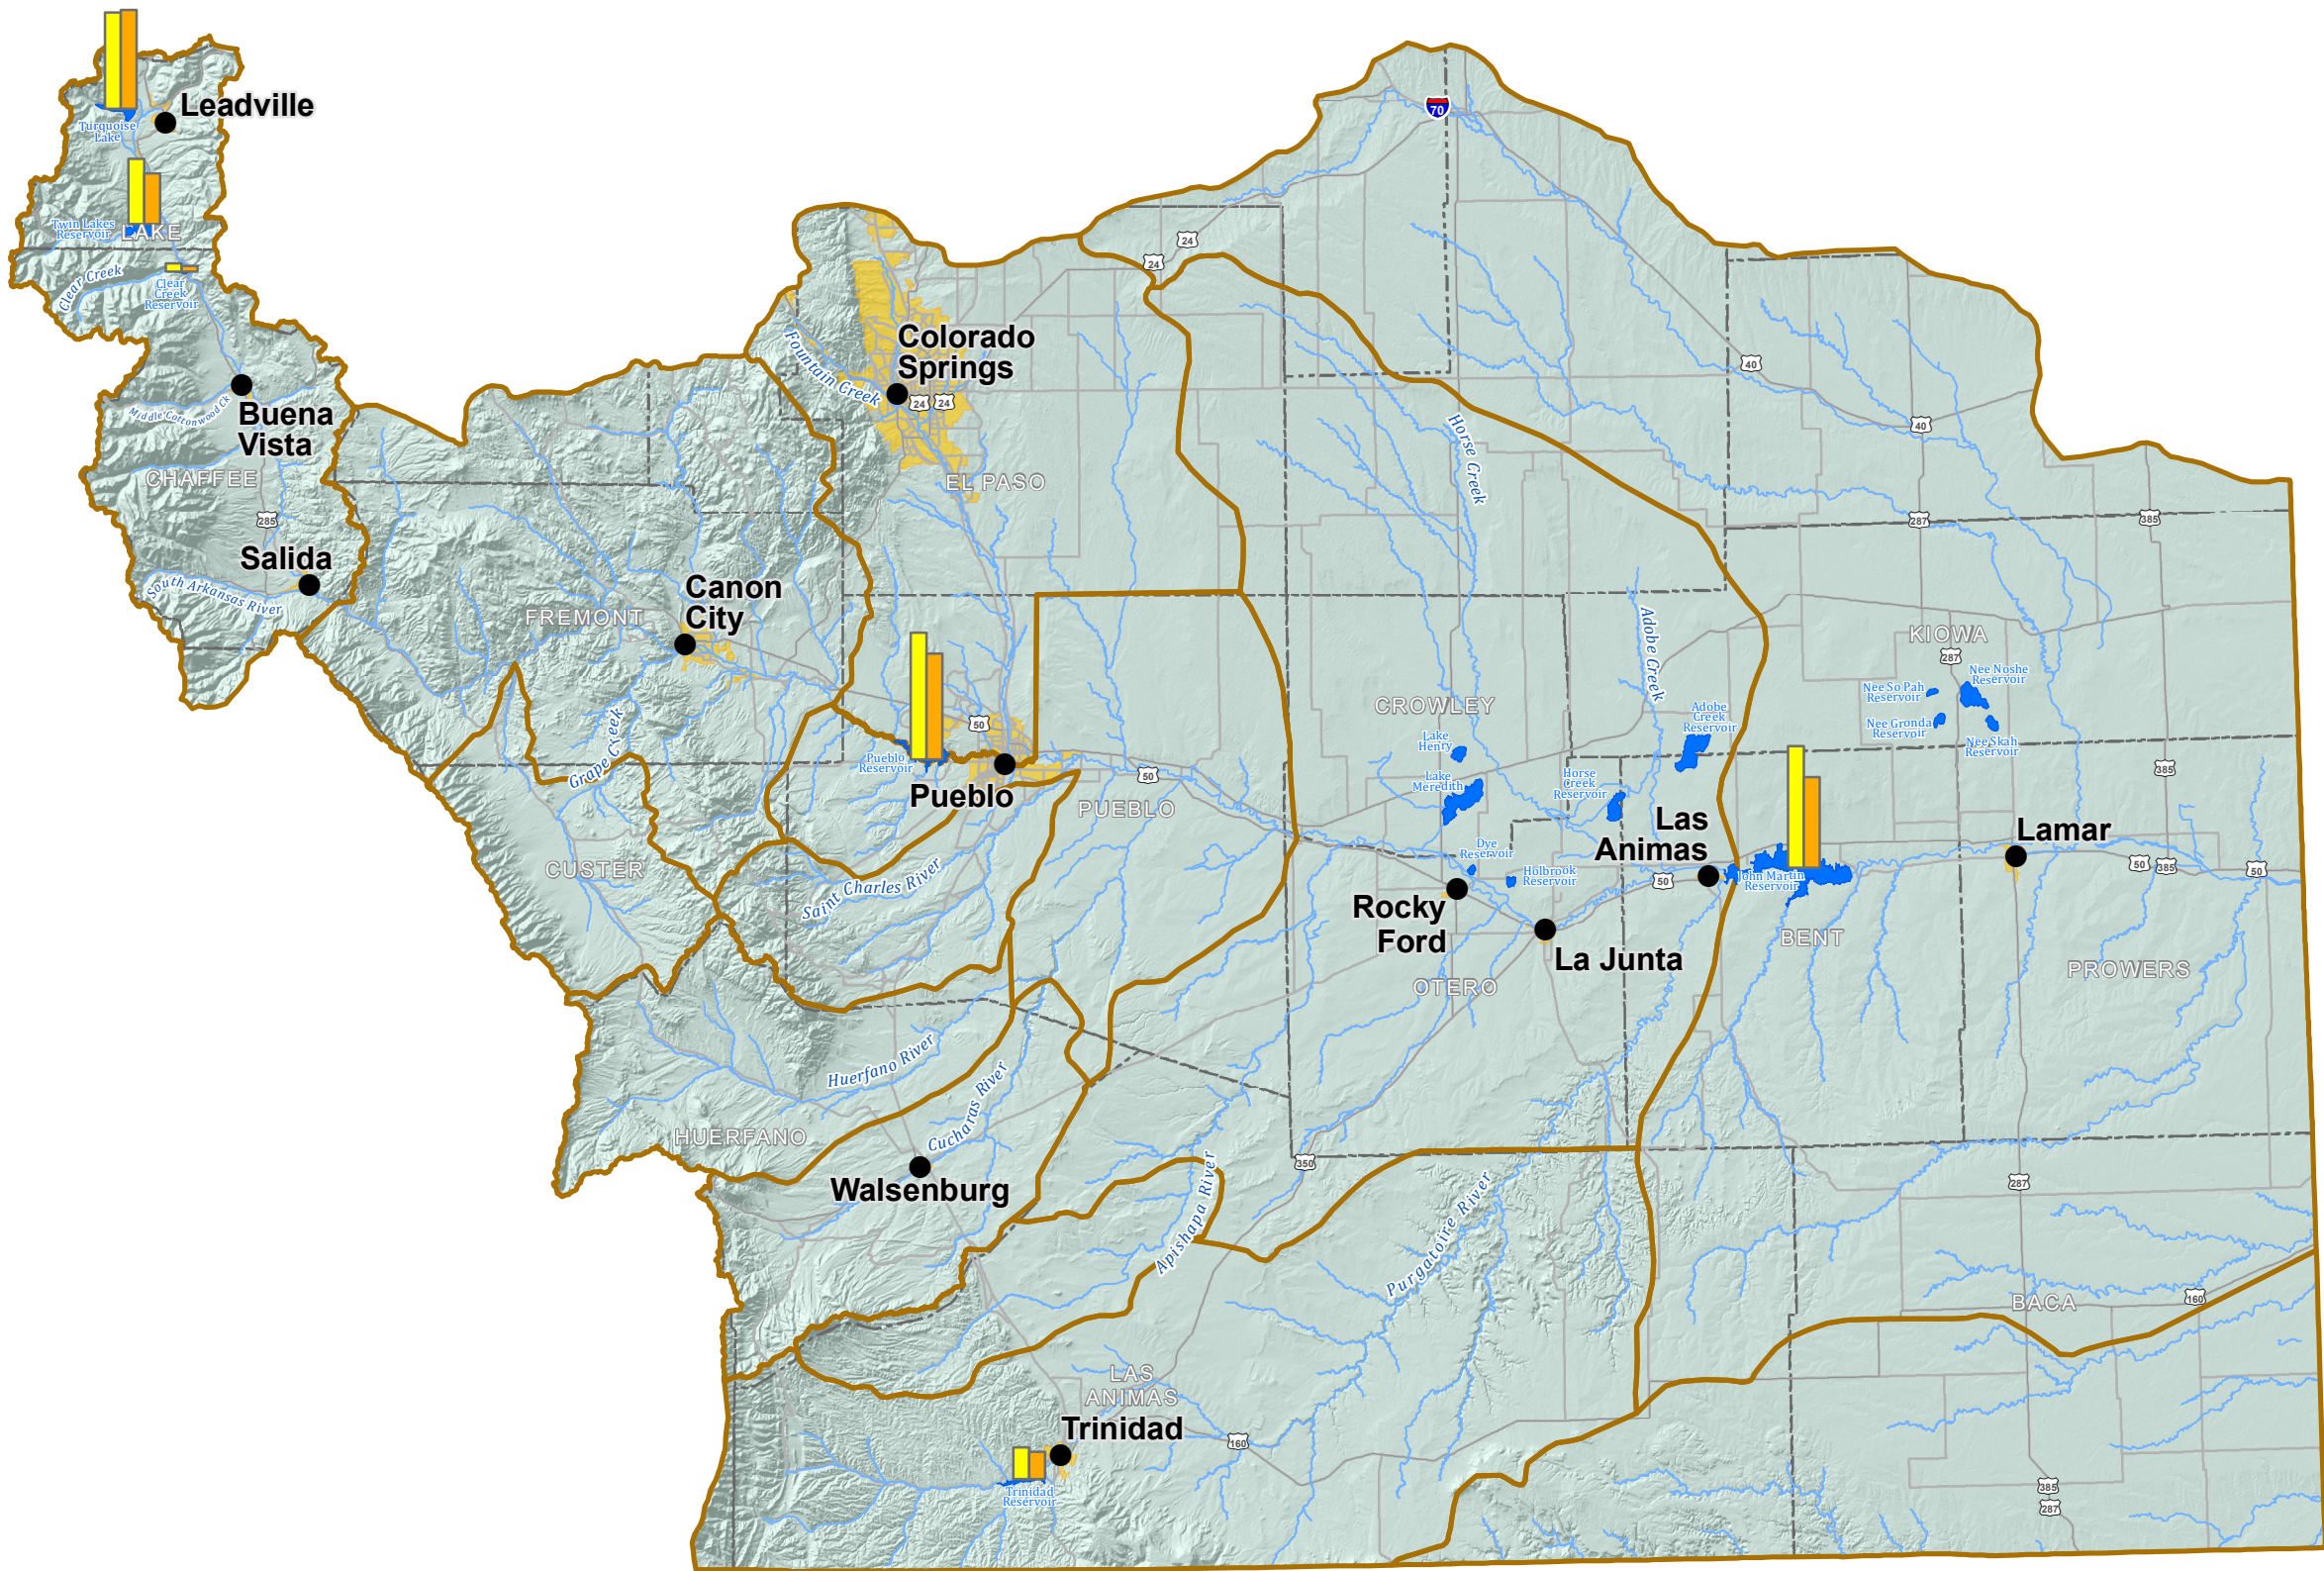 Leadville
Turquoise
Lake
Twin Lakes
Reservoir
LAKE
Clear Creek
Clear
Creek
Reservoir
Buena
Vista
Middle Cottonwood Ck
CHAFFEE
285
Salida
South Arkansas River
70
24
24
Colorado
Springs
Fountain Creek
24
24
EL PASO
Horse Creek
40
40
287
385
Canon
City
FREMONT
Grape Creek
CUSTER
50
Pueblo
Reservoir
Pueblo
PUEBLO
50
Saint Charles River
CROWLEY
Lake
Henry
Lake
Meredith
Adobe Creek
Adobe
Creek
Reservoir
Horse
Creek
Reservoir
KIOWA
287
Nee Noshe
Reservoir
Nee So Pah
Reservoir
Nee Gronda
Reservoir
Nee Skah
Reservoir
385
Las
Animas
50
John Martin
Reservoir
Lamar
50
385
50
Dye
Reservoir
Holbrook
Reservoir
Rocky
Ford
La Junta
OTERO
BENT
PROWERS
Huerfano River
Cucharas River
HUERFANO
Walsenburg
Apishapa River
350
Purgatoire River
287
BACA
160
LAS
ANIMAS
Trinidad
160
Trinidad
Reservoir
385
287